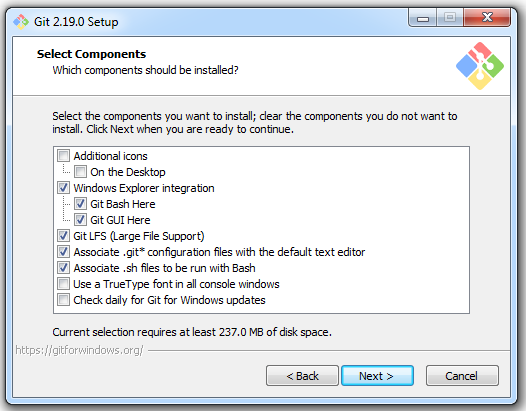 Git 2.19.0 Setup
Select Components
Which components should be installed?
Select the components you want to install; clear the components you do not want to
install. Click Next when you are ready to continue.
Additional icons
On the Desktop
Windows Explorer integration
Git Bash Here
Git GUI Here
Git LFS (Large File Support)
Associate .git* configuration files with the default text editor
Associate .sh files to be run with Bash
Use a TrueType font in all console windows
Check daily for Git for Windows updates
Current selection requires at least 237.0 MB of disk space.
https://gitforwindows.org/
< Back
Next >
Cancel